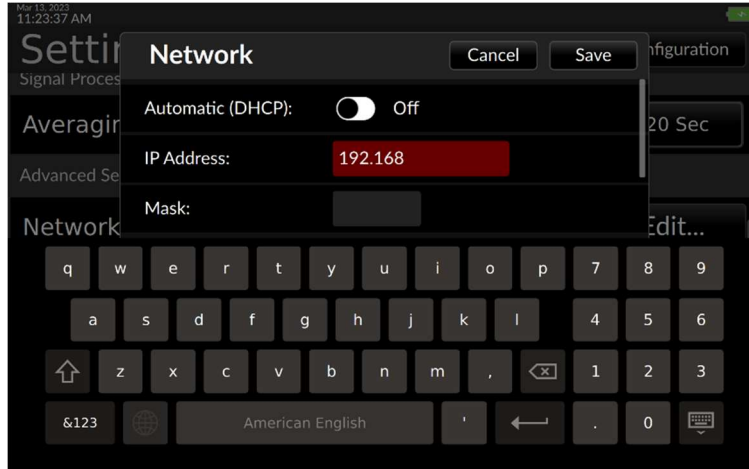 Mar 13, 2023
11:23:37 AM
Settin
Network
Cancel
Save
nfiguration
Signal Proces
Automatic (DHCP):
Off
Averagin
20 Sec
IP Address:
192.168
Advanced Se
Mask:
Network
Edit...
q w e r t y u i o p 7 8 9
a s d f g h j k l 4 5 6
z x c v b n m , 1 2 3
&123
American English
' . 0